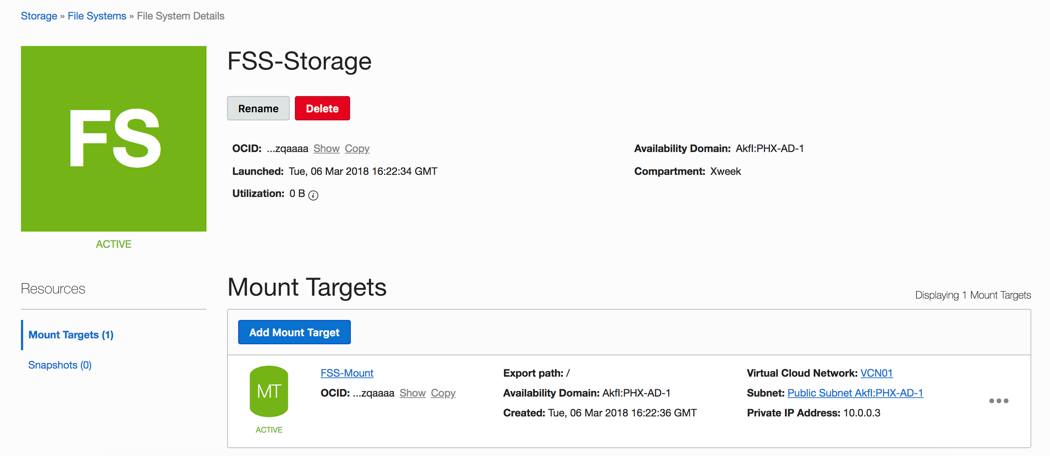 Storage » File Systems » File System Details
FS
ACTIVE
FSS-Storage
Rename Delete
OCID: ...zqaaaa Show Copy
Launched: Tue, 06 Mar 2018 16:22:34 GMT
Utilization: 0 B i
Availability Domain: Akfl:PHX-AD-1
Compartment: Xweek
Resources
Mount Targets (1)
Snapshots (0)
Mount Targets
Displaying 1 Mount Targets
Add Mount Target
MT
ACTIVE
FSS-Mount
OCID: ...zqaaaa Show Copy
Export path: /
Availability Domain: Akfl:PHX-AD-1
Created: Tue, 06 Mar 2018 16:22:36 GMT
Virtual Cloud Network: VCN01
Subnet: Public Subnet Akfl:PHX-AD-1
Private IP Address: 10.0.0.3